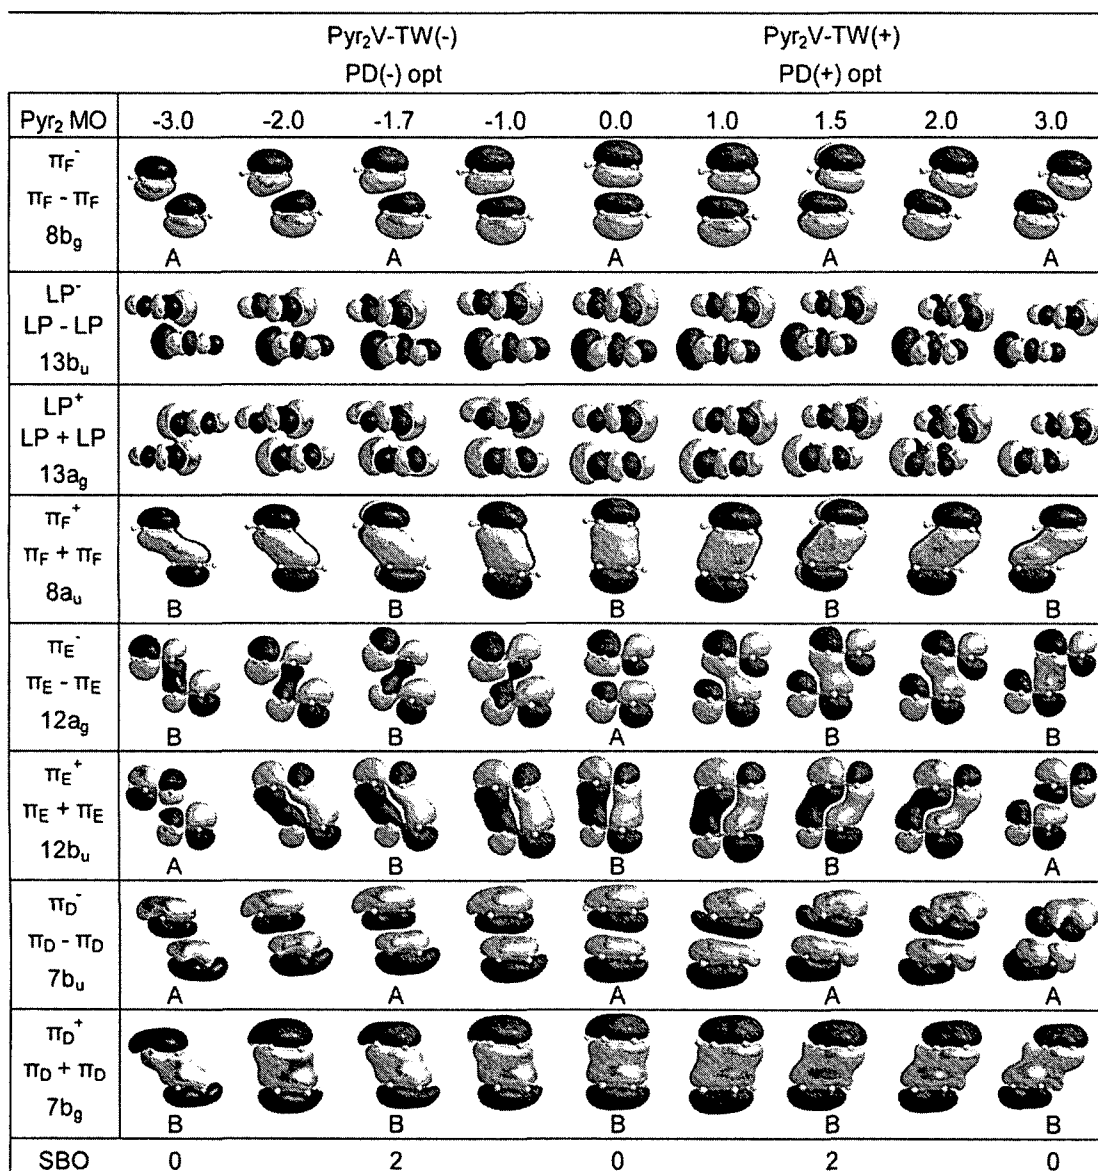 Pyr₂V-TW(-) Pyr₂V-TW(+)
PD(-) opt PD(+) opt
Pyr₂ MO -3.0 -2.0 -1.7 -1.0 0.0 1.0 1.5 2.0 3.0
π_F⁻
π_F - π_F
8b_g
A A A A A
LP⁻
LP - LP
13b_u
LP⁺
LP + LP
13a_g
π_F⁺
π_F + π_F
8a_u
B B B B B
π_E⁻
π_E - π_E
12a_g
B B A B B
π_E⁺
π_E + π_E
12b_u
A B B B A
π_D⁻
π_D - π_D
7b_u
A A A A A
π_D⁺
π_D + π_D
7b_g
B B B B B
SBO 0 2 0 2 0